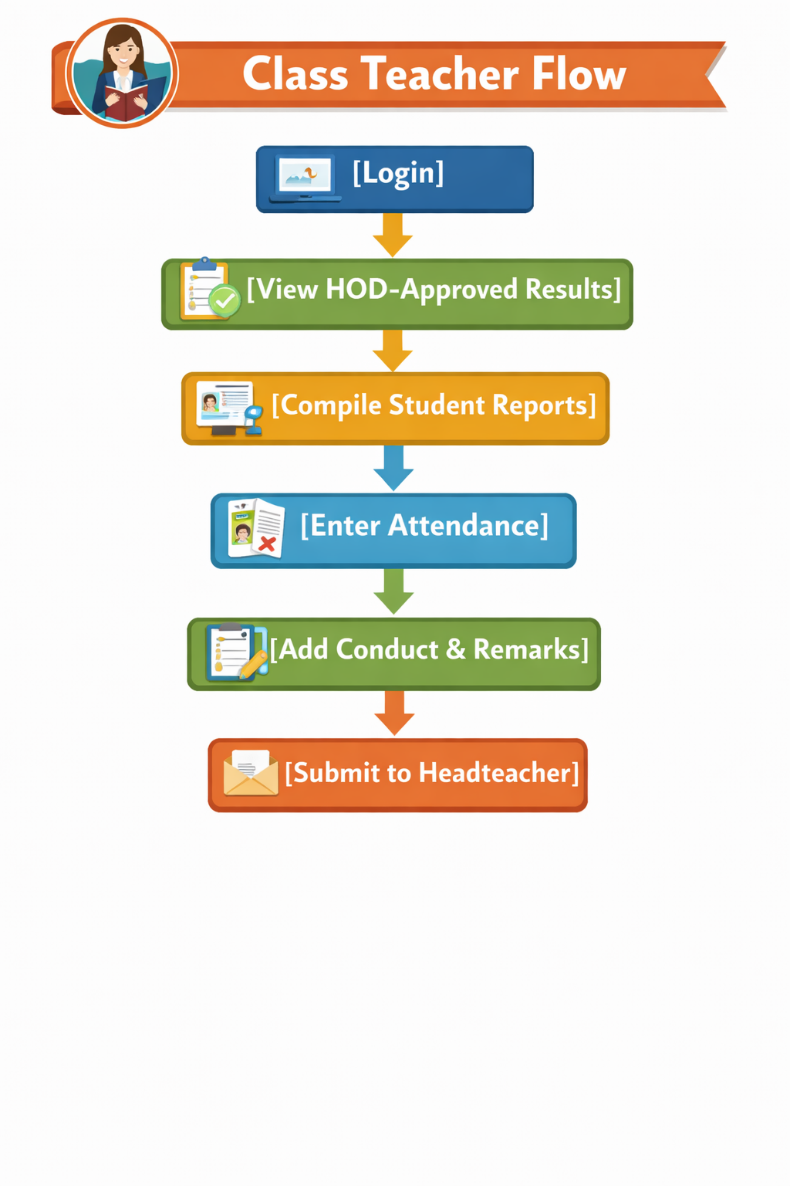 Class Teacher Flow
[Login]
[View HOD-Approved Results]
[Compile Student Reports]
[Enter Attendance]
[Add Conduct & Remarks]
[Submit to Headteacher]